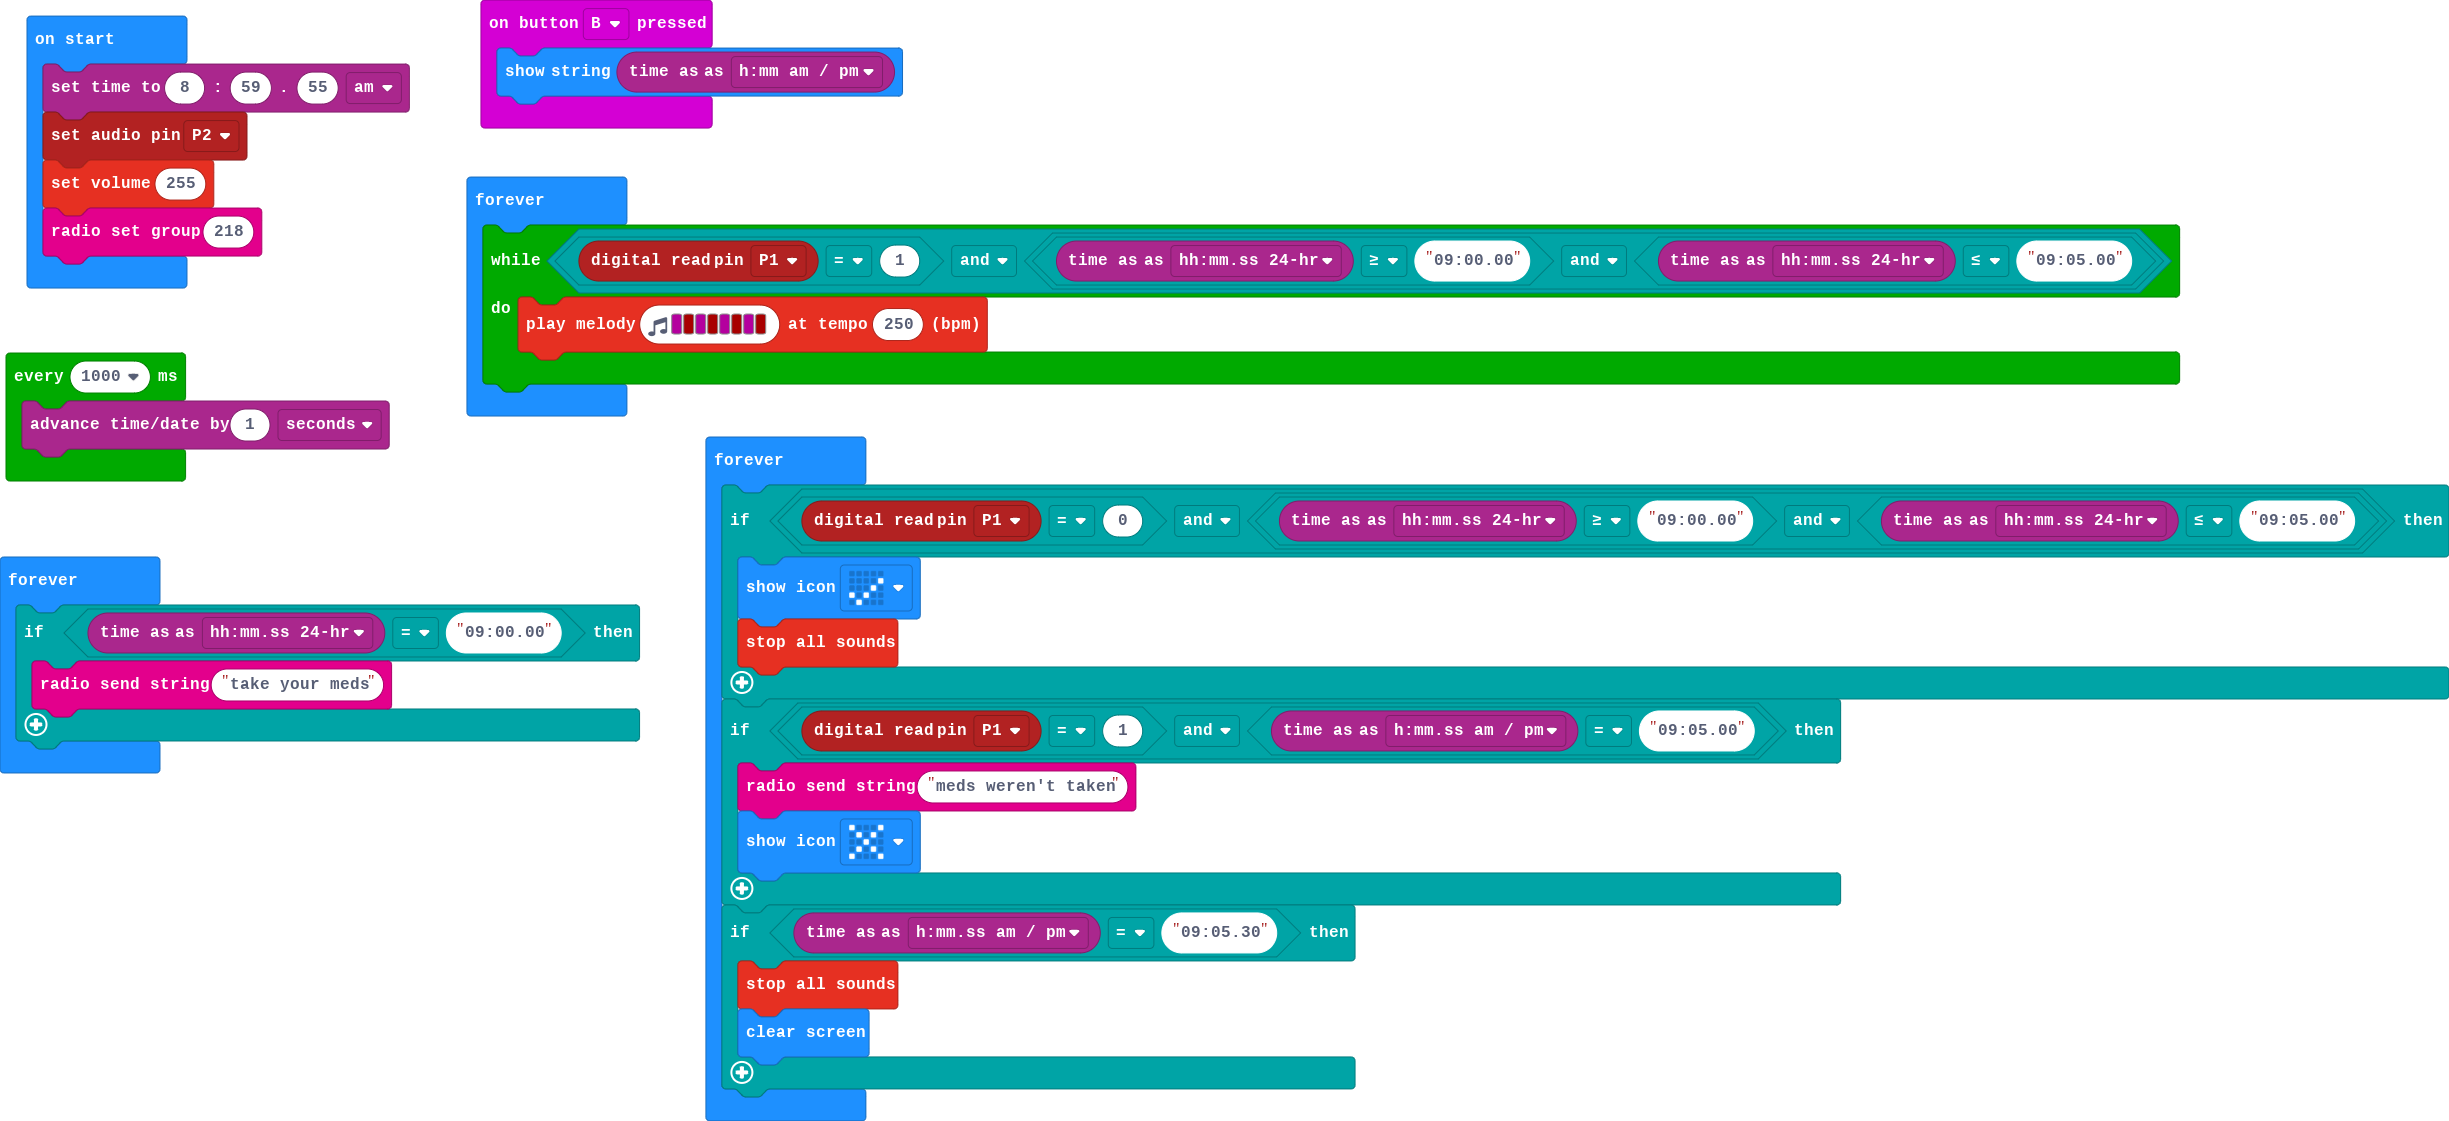 on start
set time to 8 : 59 . 55 am
set audio pin P2
set volume 255
radio set group 218
every 1000 ms
advance time/date by 1 seconds
forever
if time as as hh:mm.ss 24-hr = "09:00.00" then
radio send string "take your meds"
on button B pressed
show string time as as h:mm am / pm
forever
while digital read pin P1 = 1 and time as as hh:mm.ss 24-hr ≥ "09:00.00" and time as as hh:mm.ss 24-hr ≤ "09:05.00"
do play melody at tempo 250 (bpm)
forever
if digital read pin P1 = 0 and time as as hh:mm.ss 24-hr ≥ "09:00.00" and time as as hh:mm.ss 24-hr ≤ "09:05.00" then
show icon
stop all sounds
if digital read pin P1 = 1 and time as as h:mm.ss am / pm = "09:05.00" then
radio send string "meds weren't taken"
show icon
if time as as h:mm.ss am / pm = "09:05.30" then
stop all sounds
clear screen